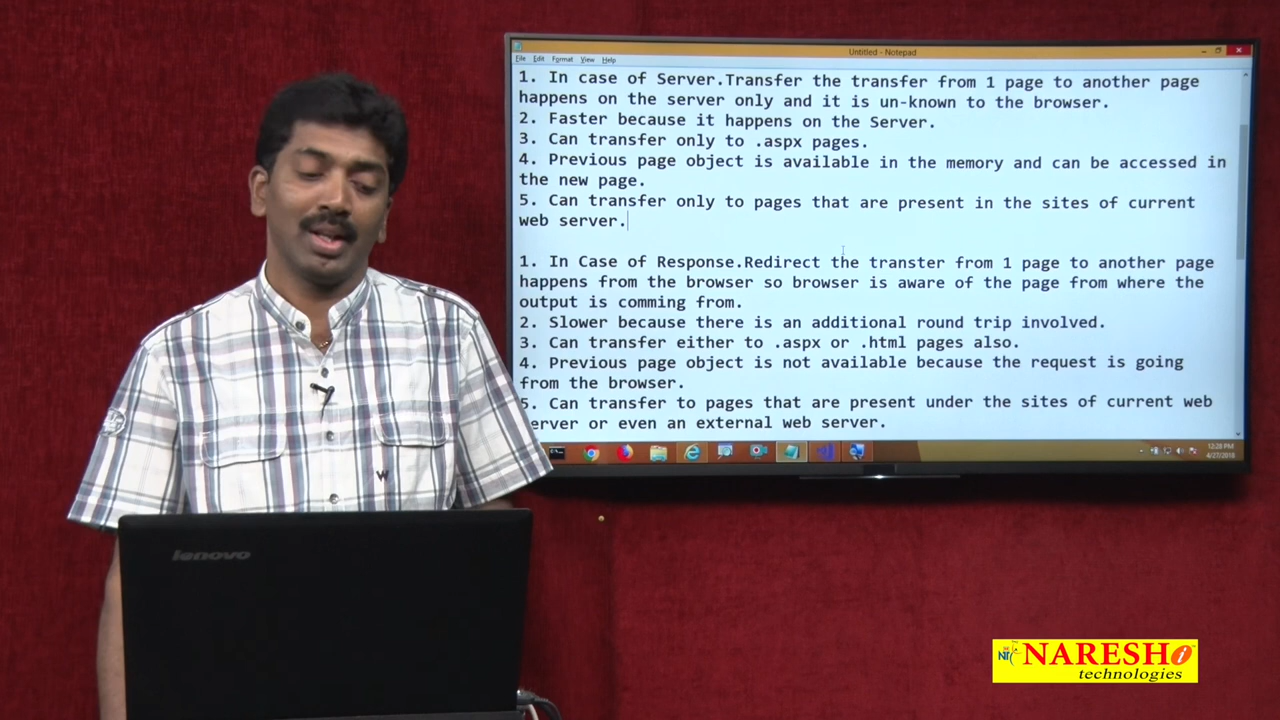 Untitled - Notepad
File Edit Format View Help
1. In case of Server.Transfer the transfer from 1 page to another page
happens on the server only and it is un-known to the browser.
2. Faster because it happens on the Server.
3. Can transfer only to .aspx pages.
4. Previous page object is available in the memory and can be accessed in
the new page.
5. Can transfer only to pages that are present in the sites of current
web server.
1. In Case of Response.Redirect the transter from 1 page to another page
happens from the browser so browser is aware of the page from where the
output is comming from.
2. Slower because there is an additional round trip involved.
3. Can transfer either to .aspx or .html pages also.
4. Previous page object is not available because the request is going
from the browser.
5. Can transfer to pages that are present under the sites of current web
erver or even an external web server.
12:28 PM
4/27/2018
lenovo
W
NARESH i
technologies